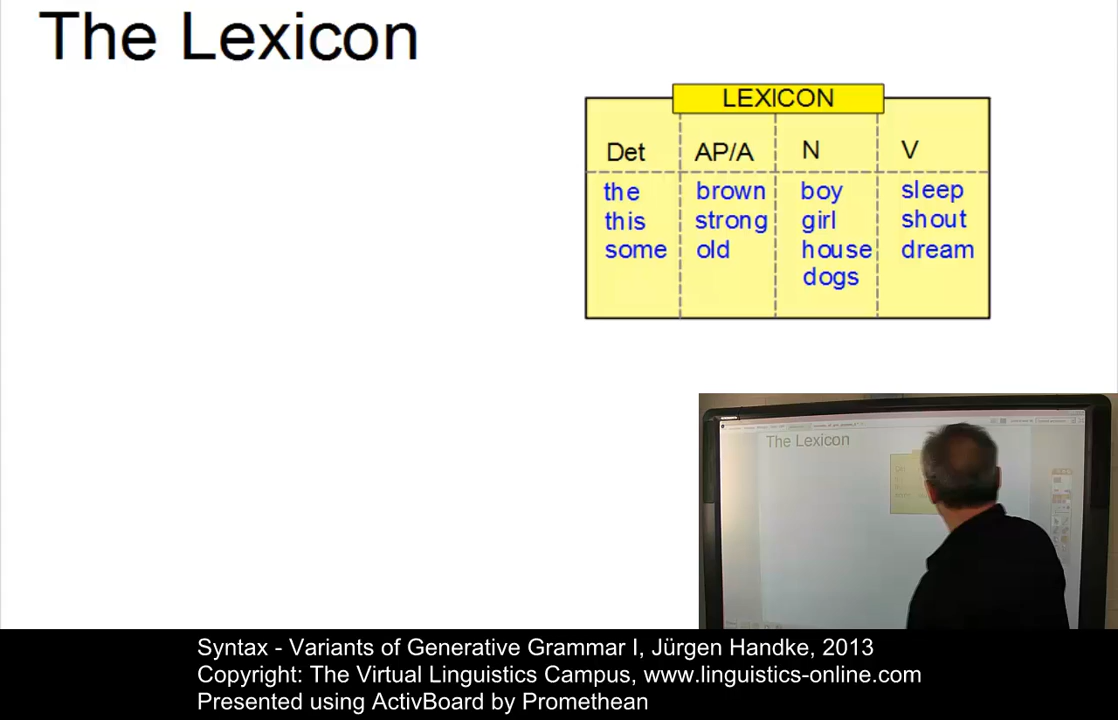 The Lexicon
LEXICON
Det AP/A N V
the brown boy sleep
this strong girl shout
some old house dream
dogs
The Lexicon
Syntax - Variants of Generative Grammar I, Jürgen Handke, 2013
Copyright: The Virtual Linguistics Campus, www.linguistics-online.com
Presented using ActivBoard by Promethean